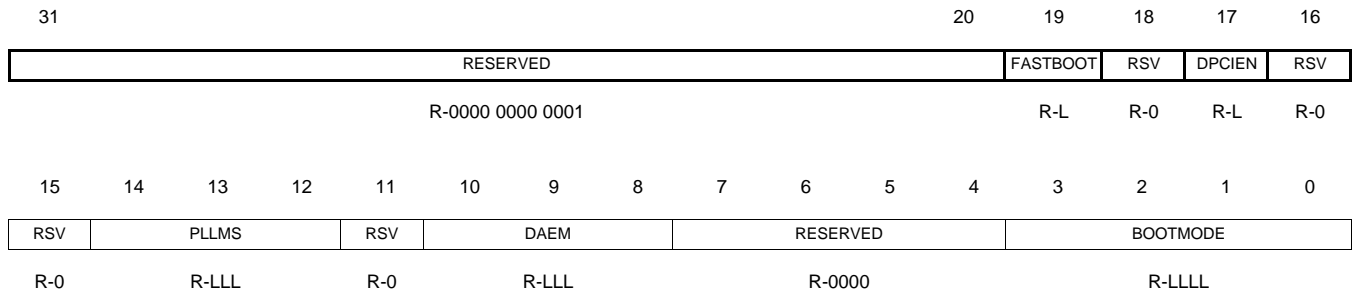 31 20 19 18 17 16
RESERVED FASTBOOT RSV DPCIEN RSV
R-0000 0000 0001 R-L R-0 R-L R-0
15 14 13 12 11 10 9 8 7 6 5 4 3 2 1 0
RSV PLLMS RSV DAEM RESERVED BOOTMODE
R-0 R-LLL R-0 R-LLL R-0000 R-LLLL